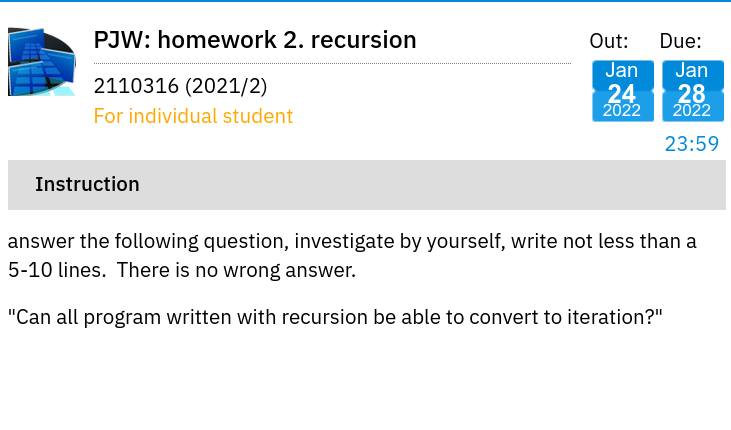 PJW: homework 2. recursion
Out:
Due:
2110316 (2021/2)
For individual student
Jan
24
2022
Jan
28
2022
23:59
Instruction
answer the following question, investigate by yourself, write not less than a
5-10 lines.  There is no wrong answer.
"Can all program written with recursion be able to convert to iteration?"